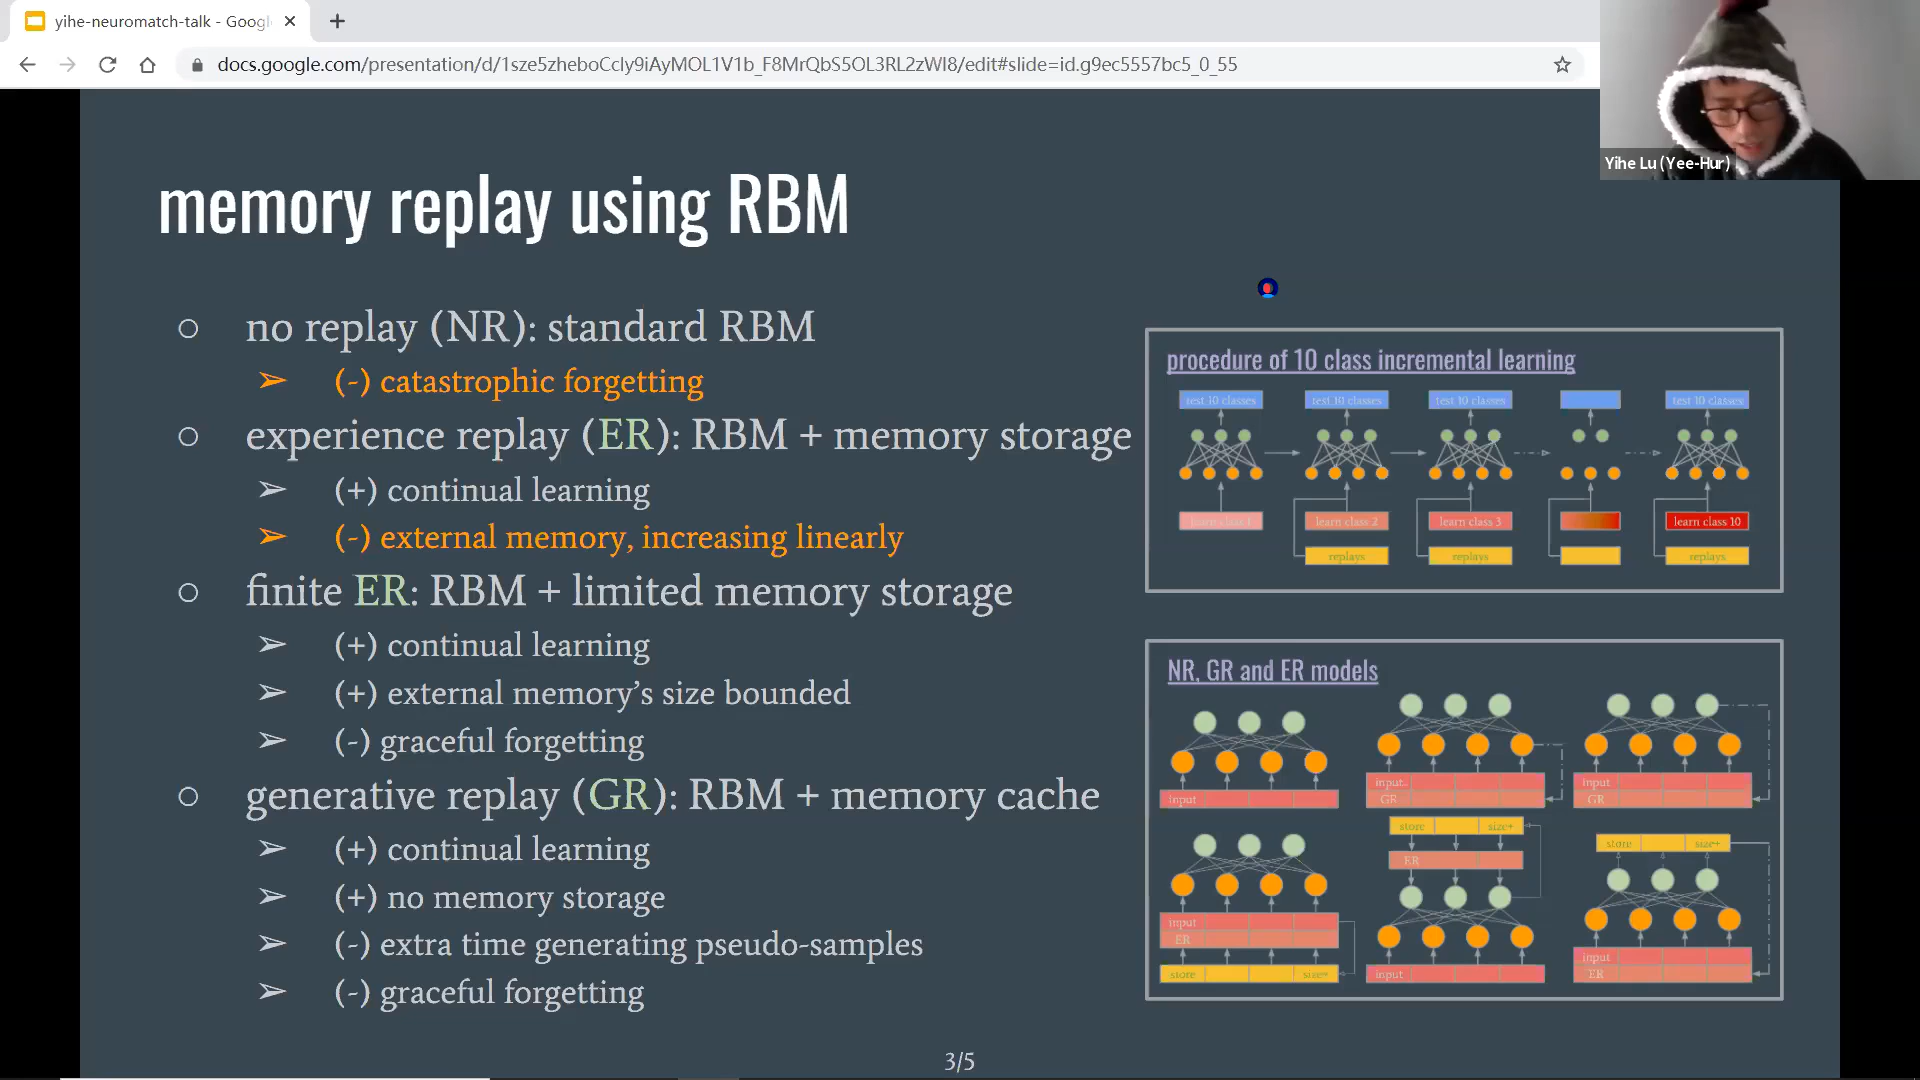 yihe-neuromatch-talk - Googl
docs.google.com/presentation/d/1sze5zheboCcly9iAyMOL1V1b_F8MrQbS5OL3RL2zWI8/edit#slide=id.g9ec5557bc5_0_55
Yihe Lu (Yee-Hur)
memory replay using RBM
no replay (NR): standard RBM
(-) catastrophic forgetting
experience replay (ER): RBM + memory storage
(+) continual learning
(-) external memory, increasing linearly
finite ER: RBM + limited memory storage
(+) continual learning
(+) external memory’s size bounded
(-) graceful forgetting
generative replay (GR): RBM + memory cache
(+) continual learning
(+) no memory storage
(-) extra time generating pseudo-samples
(-) graceful forgetting
procedure of 10 class incremental learning
test 10 classes test 10 classes test 10 classes test 10 classes
learn class 1 learn class 2 learn class 3 learn class 10
replays replays replays
NR, GR and ER models
input
input
GR
input
GR
input
ER
store size+
store size+
ER
input
store size+
input
ER
3/5